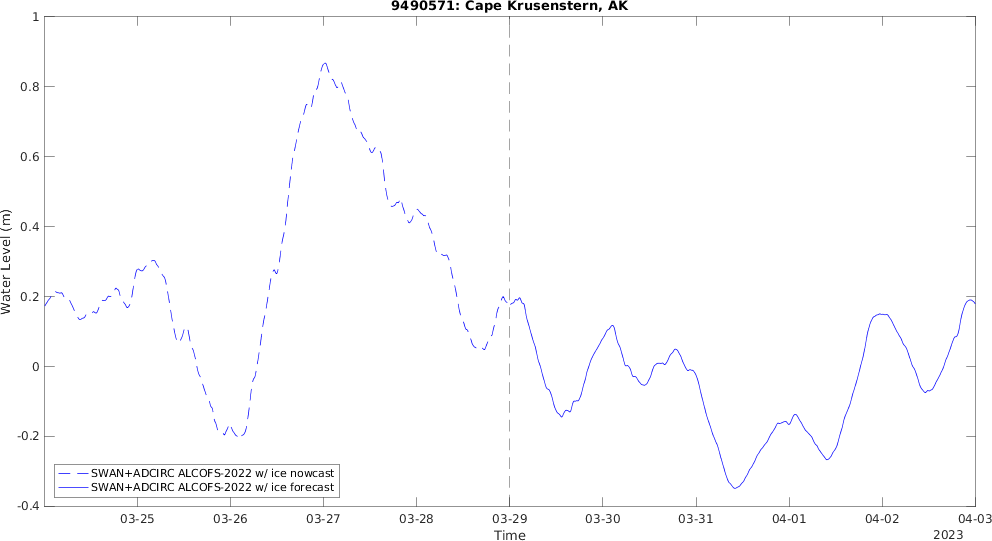 9490571: Cape Krusenstern, AK
1
0.8
0.6
0.4
0.2
0
-0.2
-0.4
Water Level (m)
SWAN+ADCIRC ALCOFS-2022 w/ ice nowcast
SWAN+ADCIRC ALCOFS-2022 w/ ice forecast
03-25 03-26 03-27 03-28 03-29 03-30 03-31 04-01 04-02 04-03
Time
2023